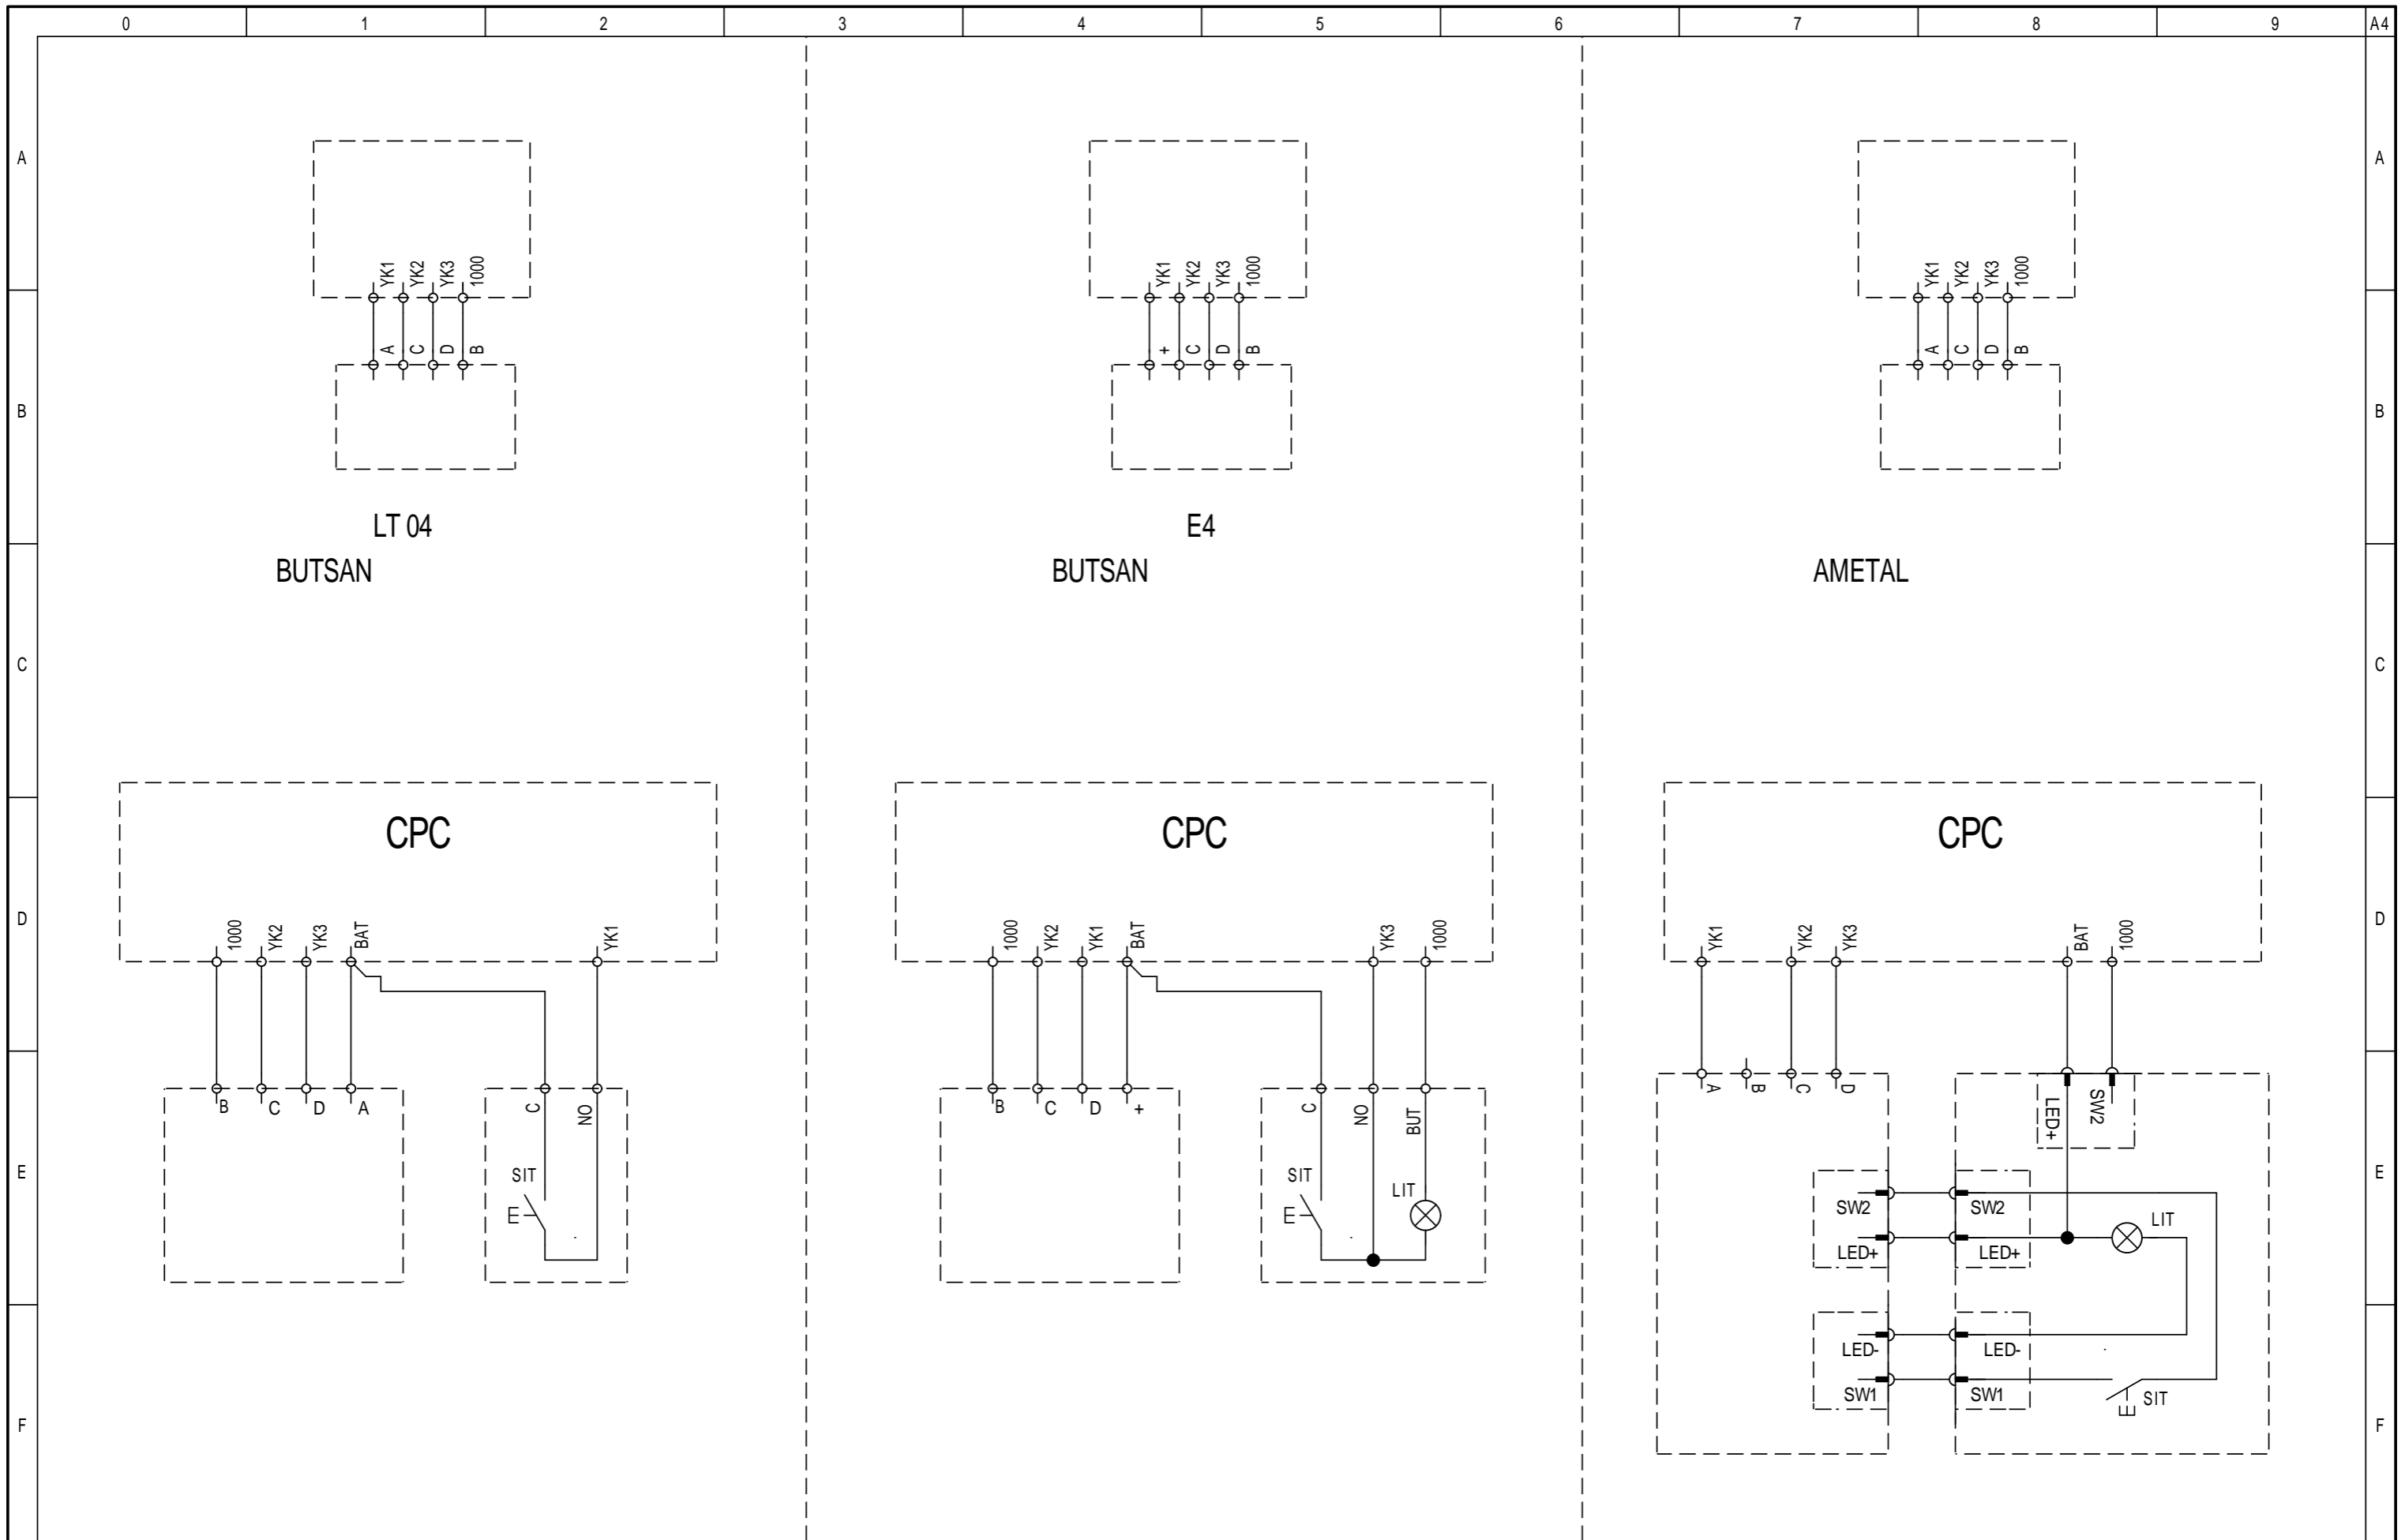 0 1 2 3 4 5 6 7 8 9 A4
A A
YK1 YK2 YK3 1000
A C D B
LT 04
BUTSAN
YK1 YK2 YK3 1000
+ C D B
E4
BUTSAN
YK1 YK2 YK3 1000
A C D B
AMETAL
B B
C C
D D
CPC
1000 YK2 YK3 BAT YK1
B C D A C NO
SIT
CPC
1000 YK2 YK1 BAT YK3 1000
B C D + C NO BUT
SIT LIT
CPC
YK1 YK2 YK3 BAT 1000
A B C D LED+ SW2
SW2 SW2 LIT
LED+ LED+
LED- LED-
SW1 SW1 SIT
E E
F F